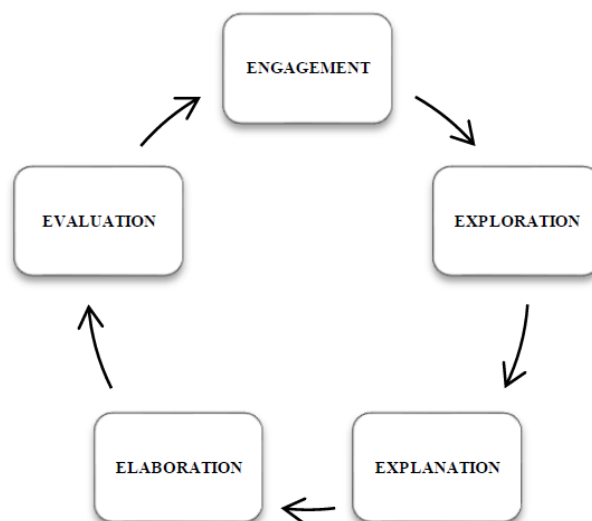 ENGAGEMENT
EXPLORATION
EXPLANATION
ELABORATION
EVALUATION